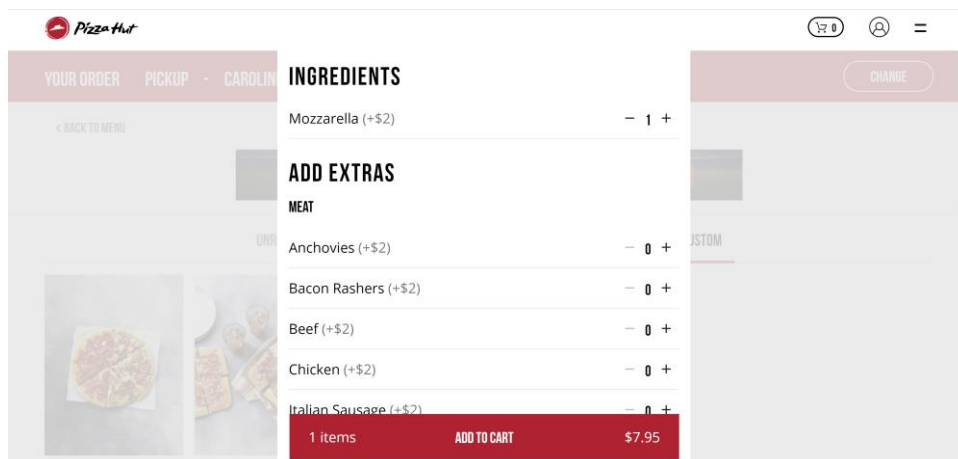 Pizza Hut
0
YOUR ORDER PICKUP - CAROLIN
CHANGE
< BACK TO MENU
INGREDIENTS
Mozzarella (+$2) − 1 +
ADD EXTRAS
MEAT
Anchovies (+$2) − 0 +
Bacon Rashers (+$2) − 0 +
Beef (+$2) − 0 +
Chicken (+$2) − 0 +
Italian Sausage (+$2) − 0 +
1 items ADD TO CART $7.95